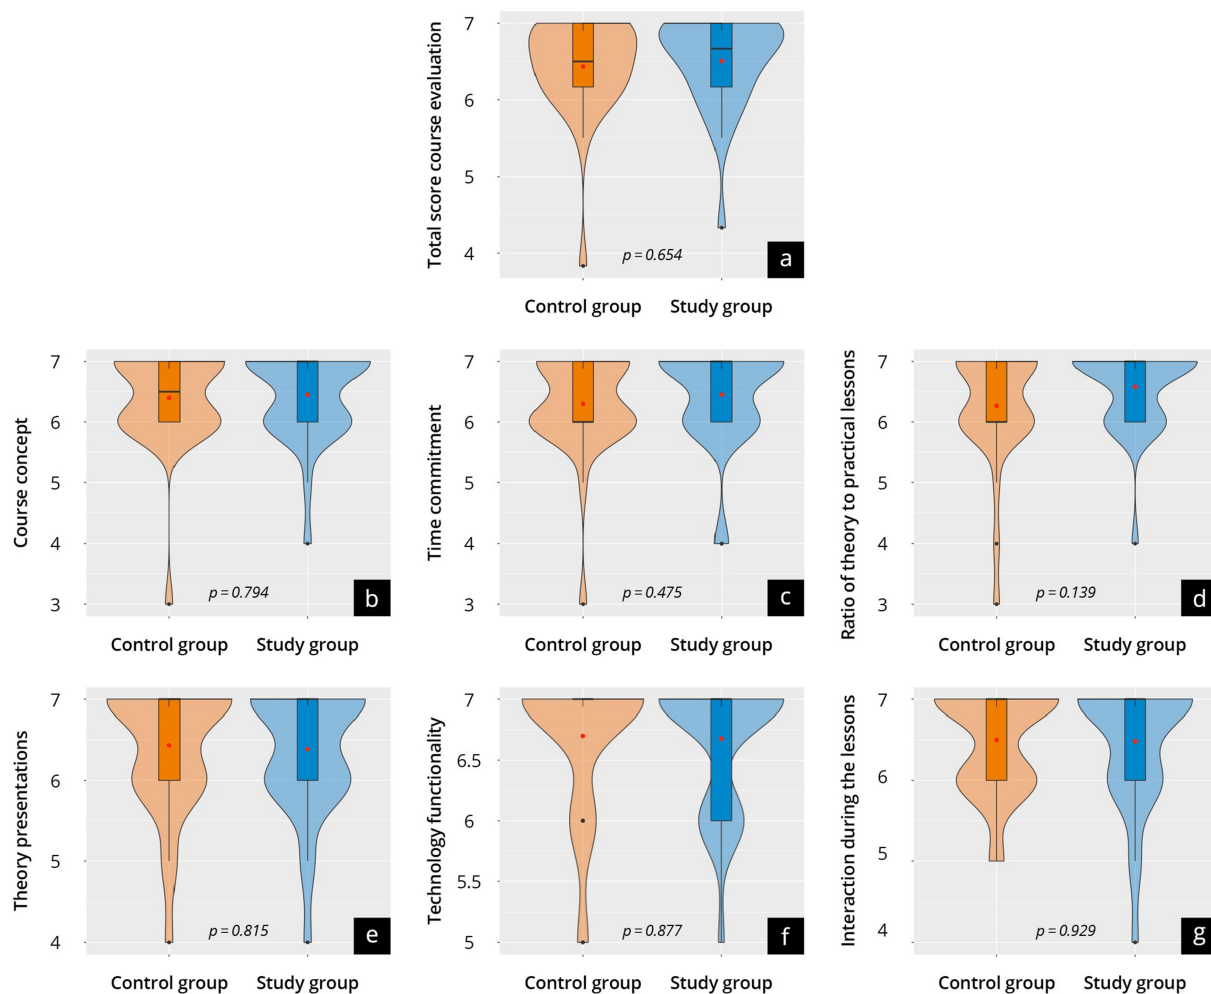 Total score course evaluation
7
6
5
4
p = 0.654
a
Control group Study group
Course concept
7
6
5
4
3
p = 0.794
b
Control group Study group
Time commitment
7
6
5
4
3
p = 0.475
c
Control group Study group
Ratio of theory to practical lessons
7
6
5
4
3
p = 0.139
d
Control group Study group
Theory presentations
7
6
5
4
p = 0.815
e
Control group Study group
Technology functionality
7
6.5
6
5.5
5
p = 0.877
f
Control group Study group
Interaction during the lessons
7
6
5
4
p = 0.929
g
Control group Study group